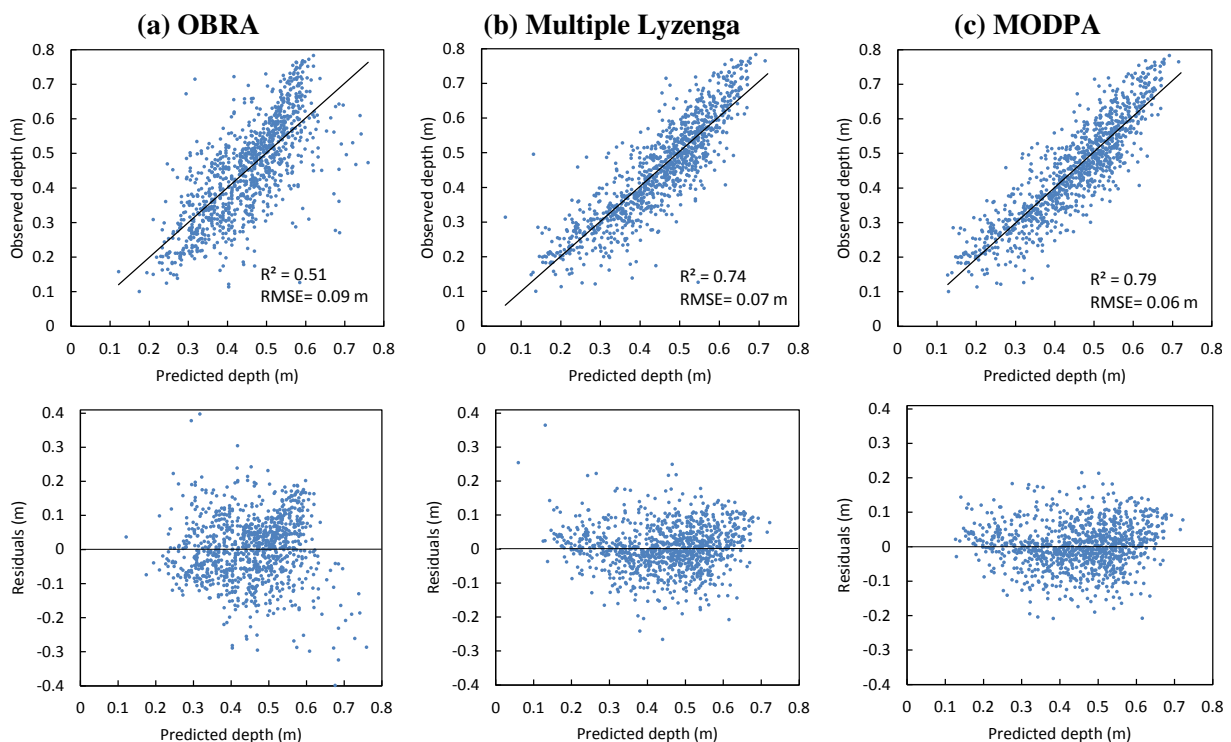 (a) OBRA
(b) Multiple Lyzenga
(c) MODPA
Observed depth (m)
0.8
0.7
0.6
0.5
0.4
0.3
0.2
0.1
0
R² = 0.51
RMSE= 0.09 m
0 0.1 0.2 0.3 0.4 0.5 0.6 0.7 0.8
Predicted depth (m)
Observed depth (m)
0.8
0.7
0.6
0.5
0.4
0.3
0.2
0.1
0
R² = 0.74
RMSE= 0.07 m
0 0.1 0.2 0.3 0.4 0.5 0.6 0.7 0.8
Predicted depth (m)
Observed depth (m)
0.8
0.7
0.6
0.5
0.4
0.3
0.2
0.1
0
R² = 0.79
RMSE= 0.06 m
0 0.1 0.2 0.3 0.4 0.5 0.6 0.7 0.8
Predicted depth (m)
Residuals (m)
0.4
0.3
0.2
0.1
0
-0.1
-0.2
-0.3
-0.4
0 0.1 0.2 0.3 0.4 0.5 0.6 0.7 0.8
Predicted depth (m)
Residuals (m)
0.4
0.3
0.2
0.1
0
-0.1
-0.2
-0.3
-0.4
0 0.1 0.2 0.3 0.4 0.5 0.6 0.7 0.8
Predicted depth (m)
Residuals (m)
0.4
0.3
0.2
0.1
0
-0.1
-0.2
-0.3
-0.4
0 0.1 0.2 0.3 0.4 0.5 0.6 0.7 0.8
Predicted depth (m)